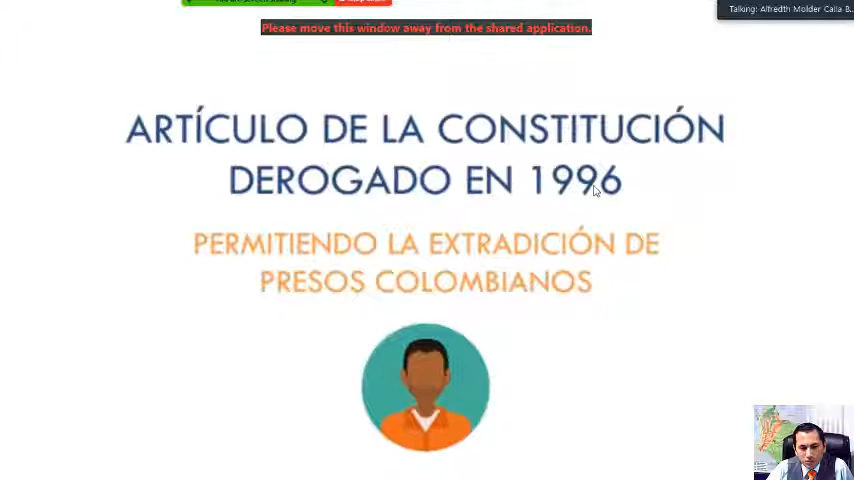 Please move this window away from the shared application.
Talking: Alfredth Molder Calla B...
ARTÍCULO DE LA CONSTITUCIÓN
DEROGADO EN 1996
PERMITIENDO LA EXTRADICIÓN DE
PRESOS COLOMBIANOS